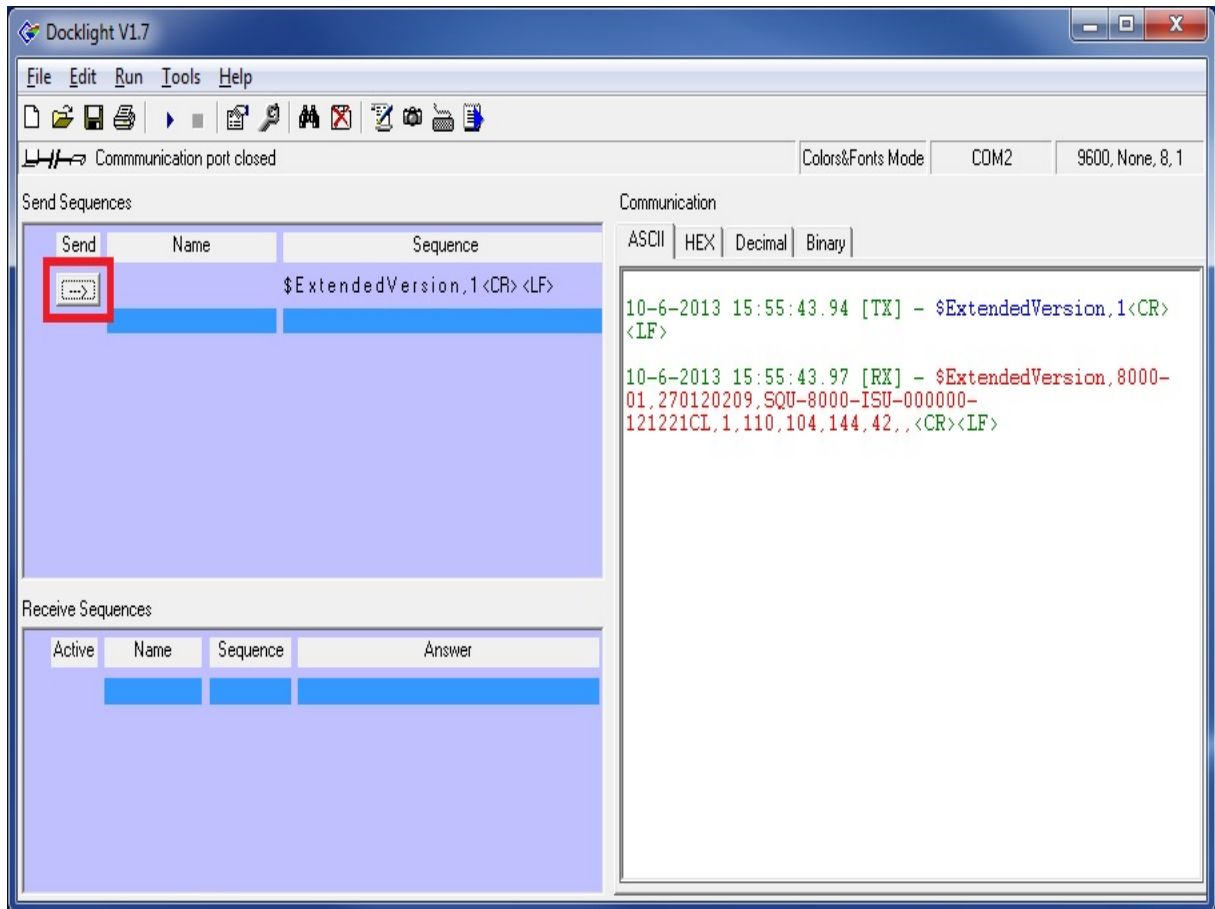 Docklight V1.7
File Edit Run Tools Help
Commmunication port closed
Colors&Fonts Mode
COM2
9600, None, 8, 1
Send Sequences
Send Name Sequence
---> $ExtendedVersion,1<CR><LF>
Receive Sequences
Active Name Sequence Answer
Communication
ASCII HEX Decimal Binary
10-6-2013 15:55:43.94 [TX] - $ExtendedVersion,1<CR>
<LF>
10-6-2013 15:55:43.97 [RX] - $ExtendedVersion,8000-
01,270120209,SQU-8000-ISU-000000-
121221CL,1,110,104,144,42,,<CR><LF>